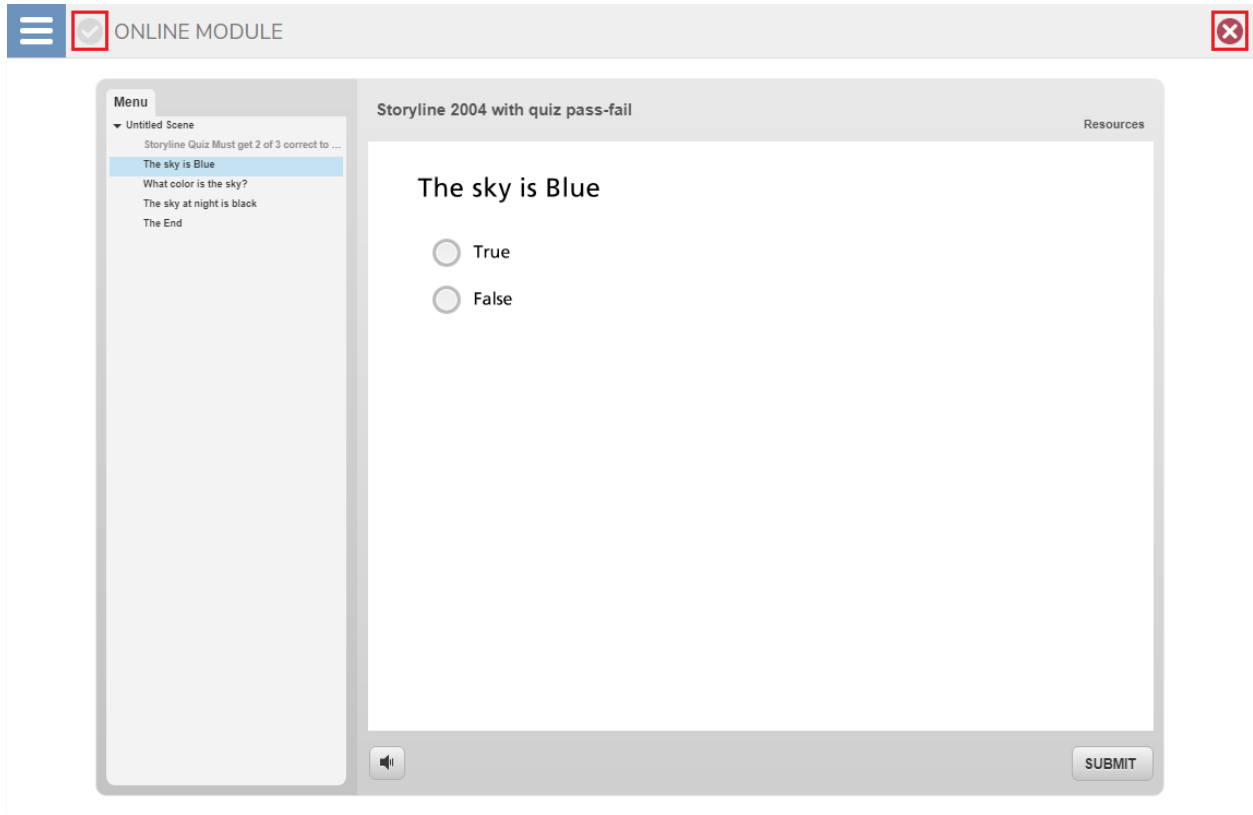 ONLINE MODULE
Menu
Untitled Scene
Storyline Quiz Must get 2 of 3 correct to ...
The sky is Blue
What color is the sky?
The sky at night is black
The End
Storyline 2004 with quiz pass-fail
Resources
The sky is Blue
True
False
SUBMIT